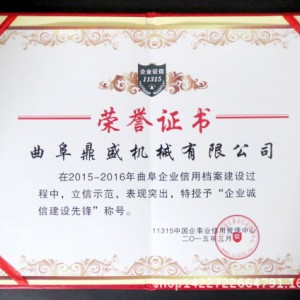 企业征信
11315
荣誉证书
曲阜鼎盛机械有限公司
在2015-2016年曲阜企业信用档案建设过
程中，立信示范，表现突出，特授予“企业诚
信建设先锋”称号。
11315中国企事业信用管理中心
二〇一五年三月